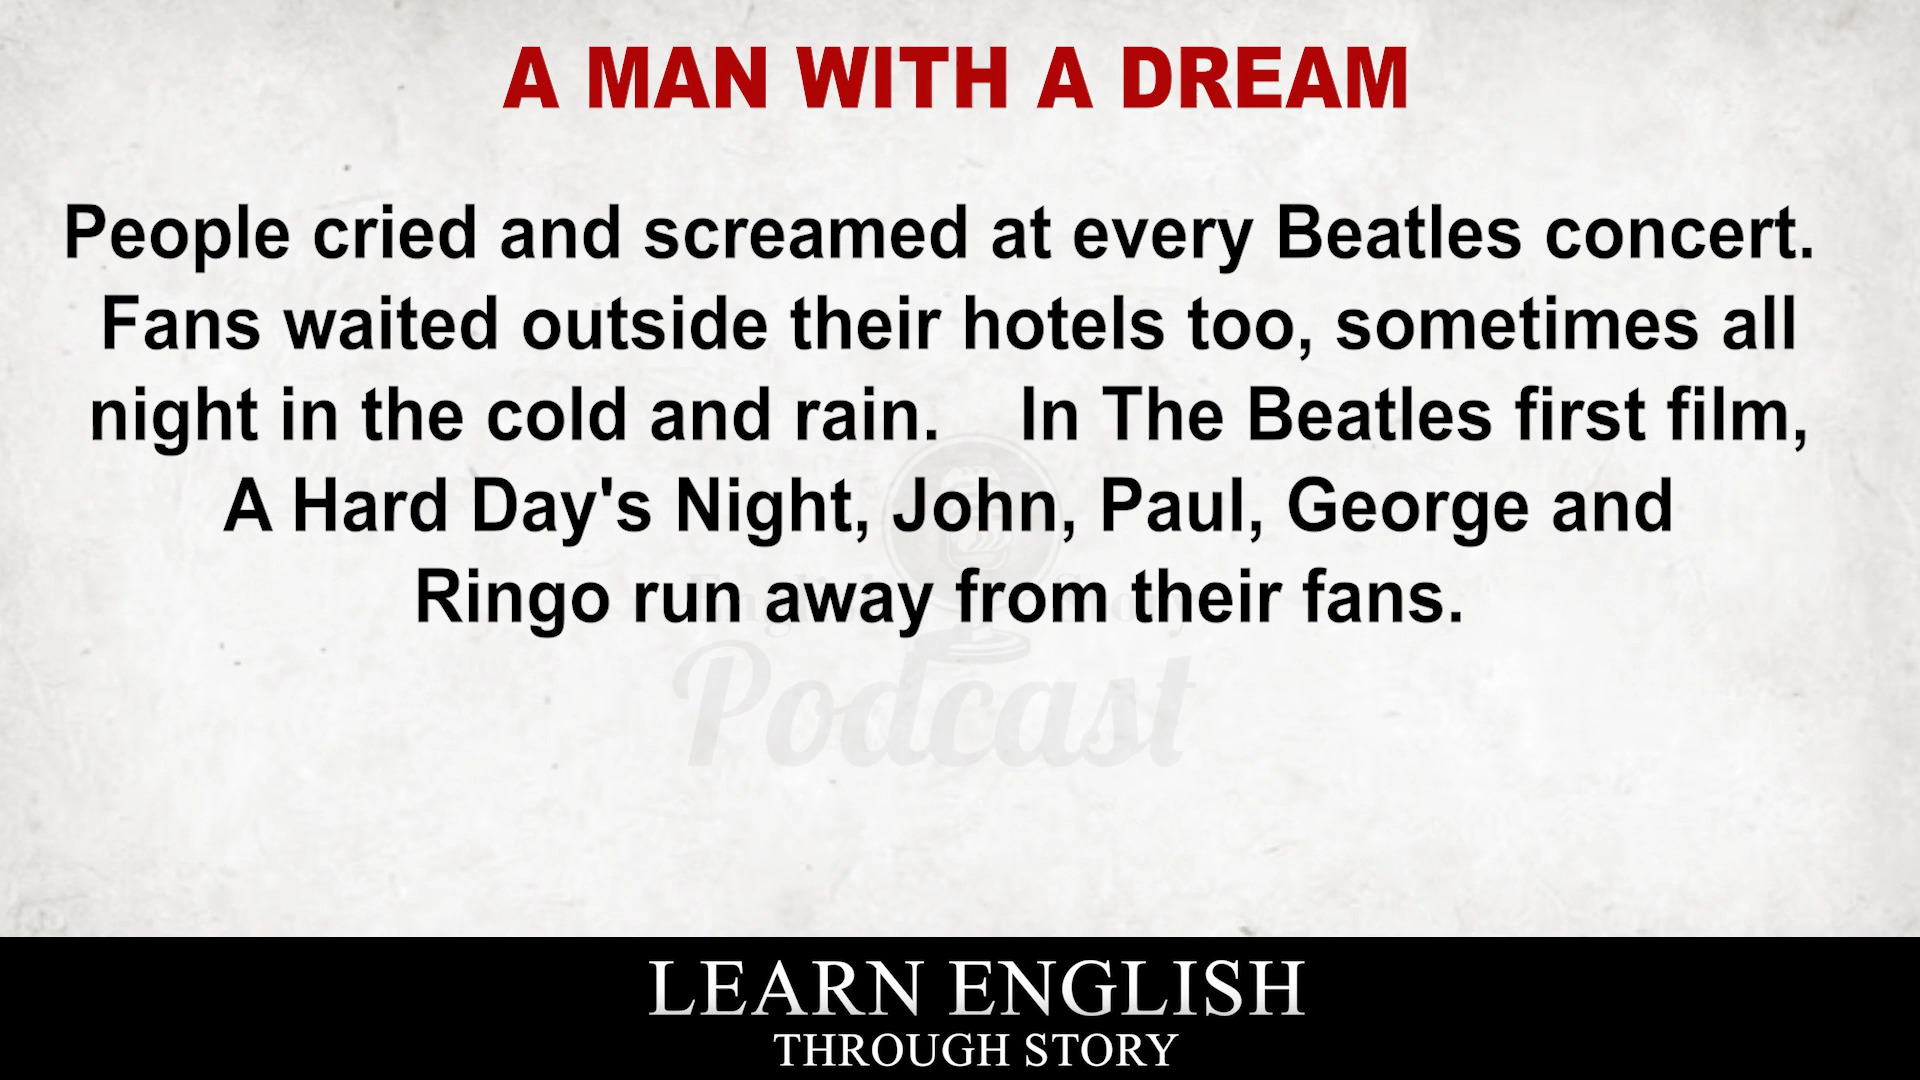 A MAN WITH A DREAM
People cried and screamed at every Beatles concert.
Fans waited outside their hotels too, sometimes all
night in the cold and rain. In The Beatles first film,
A Hard Day's Night, John, Paul, George and
Ringo run away from their fans.
Podcast
LEARN ENGLISH
THROUGH STORY